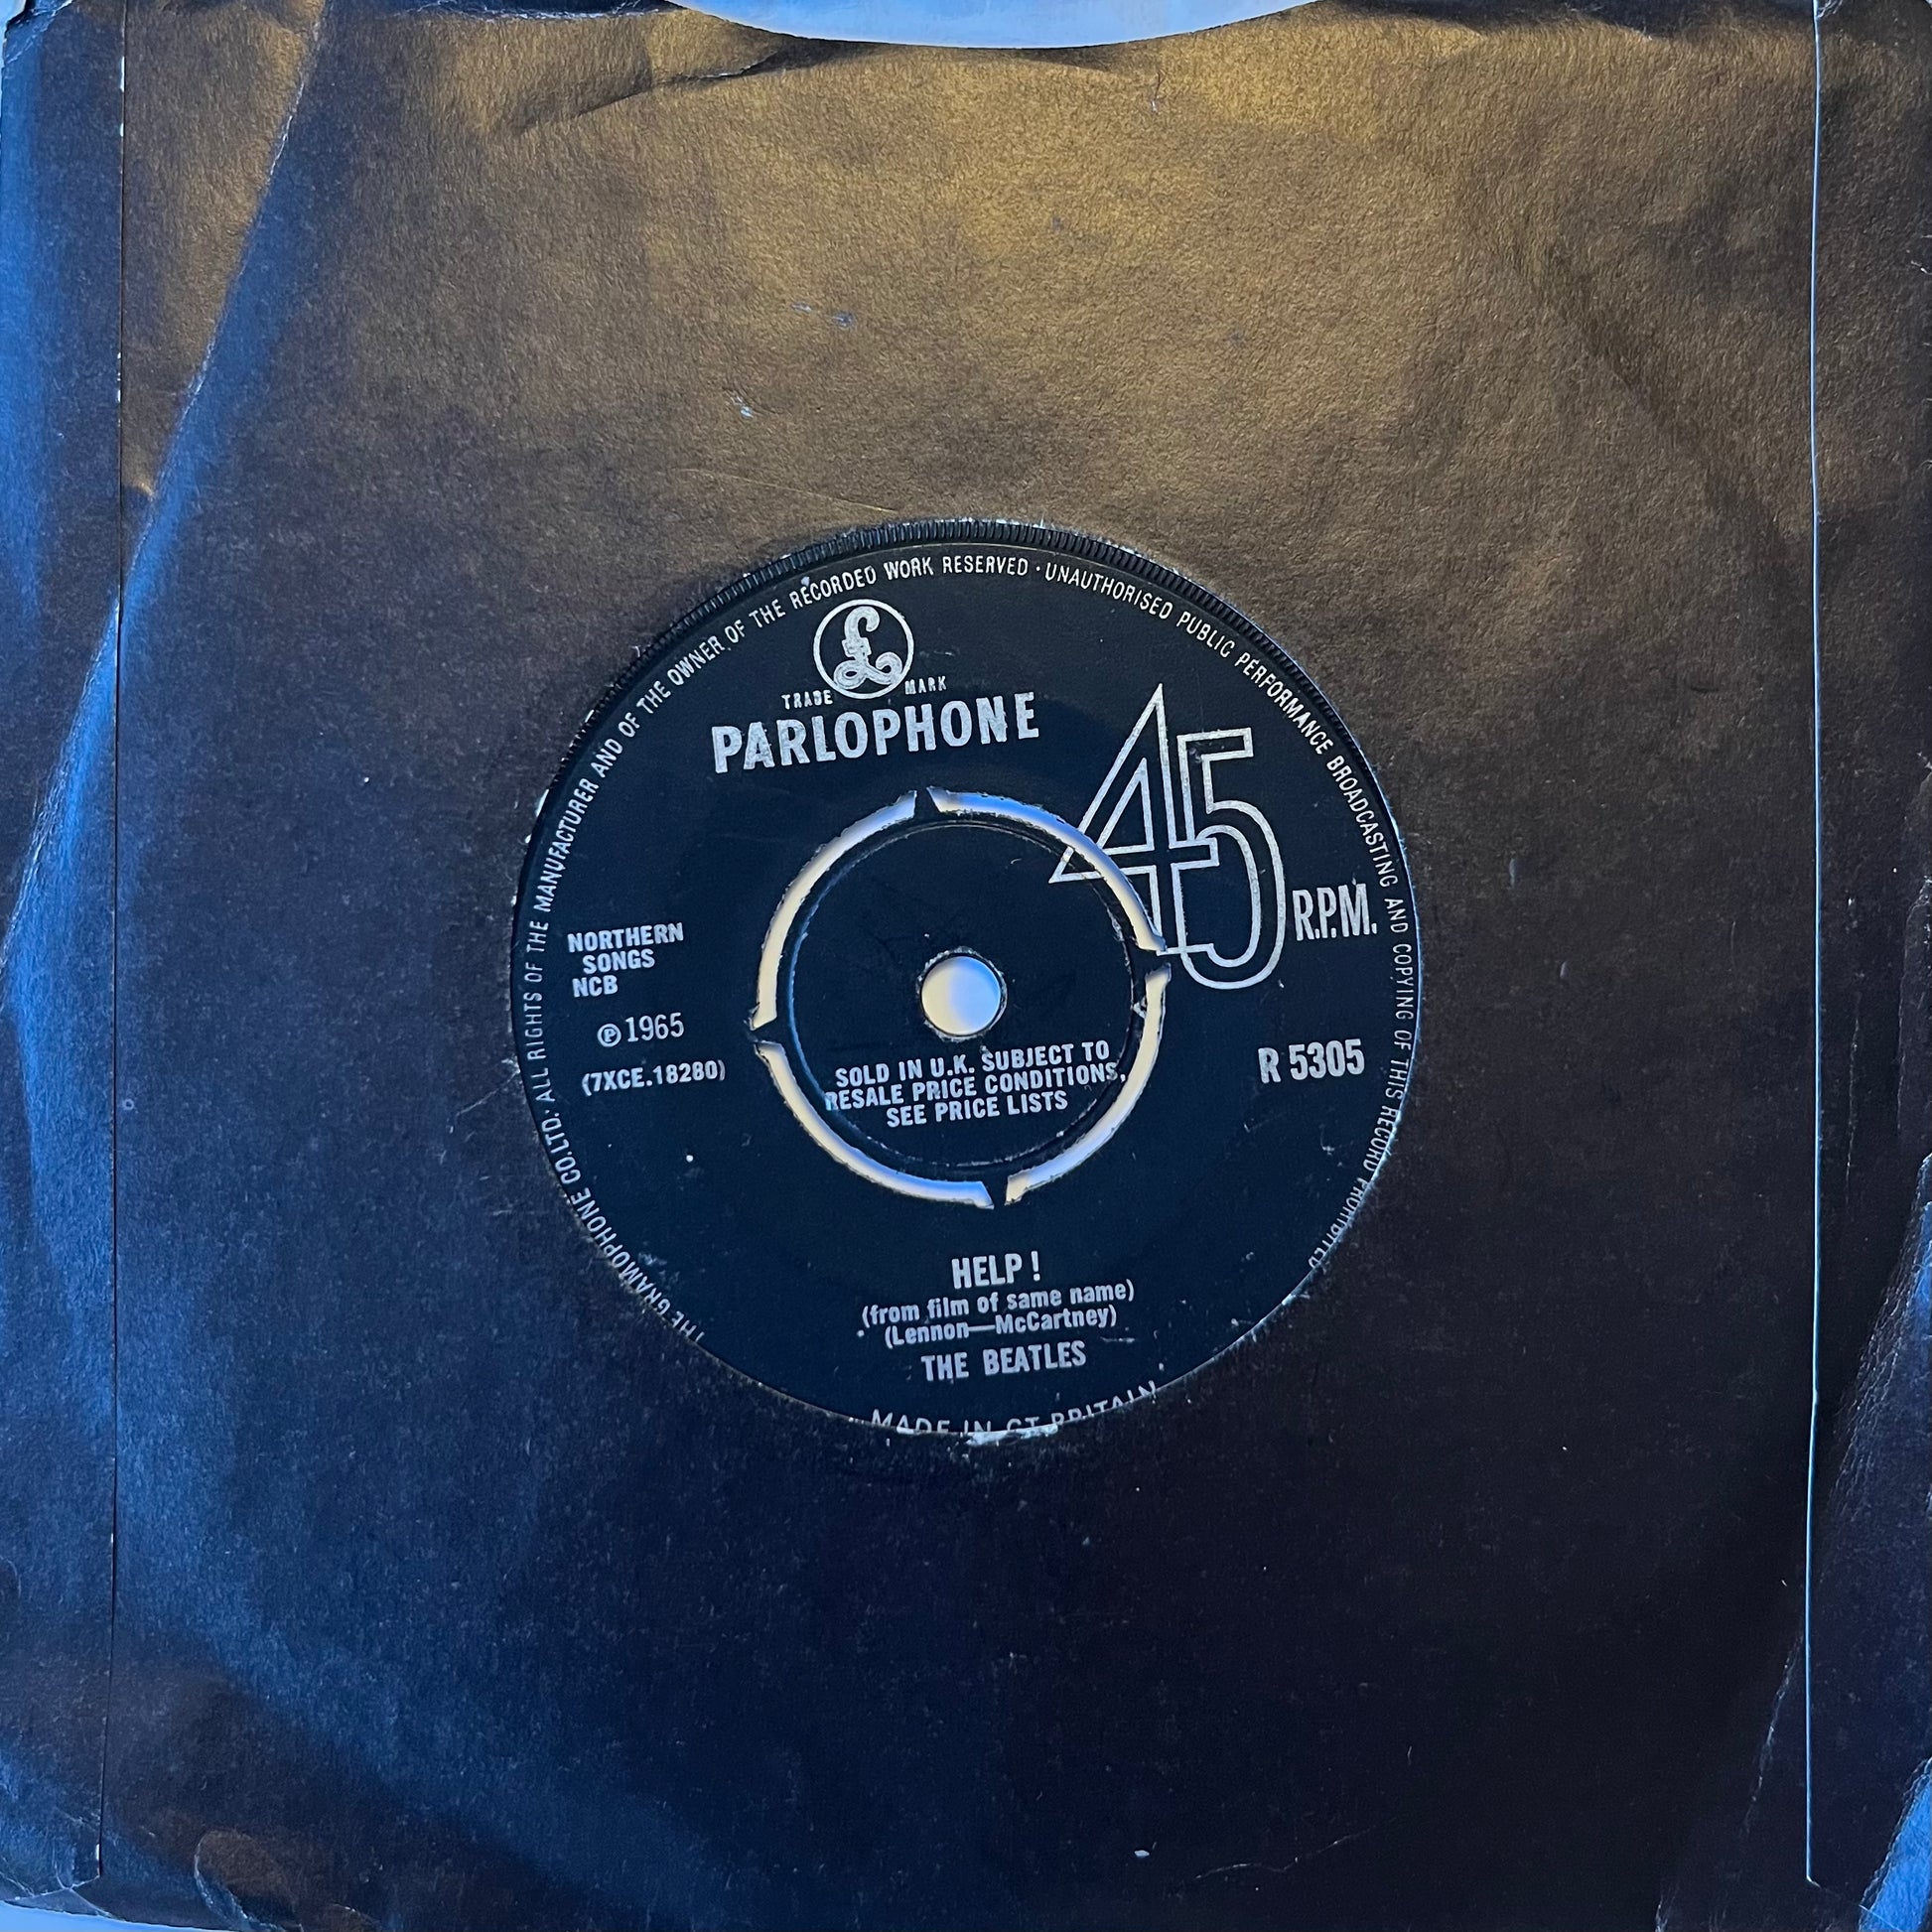 THE GRAMOPHONE CO.LTD. ALL RIGHTS OF THE MANUFACTURER AND OF THE OWNER OF THE RECORDED WORK RESERVED · UNAUTHORISED PUBLIC PERFORMANCE BROADCASTING AND COPYING OF THIS RECORD PROHIBITED
£
TRADE MARK
PARLOPHONE
45 R.P.M.
NORTHERN
SONGS
NCB
℗ 1965
(7XCE.18280)
SOLD IN U.K. SUBJECT TO
RESALE PRICE CONDITIONS,
SEE PRICE LISTS
R 5305
HELP !
(from film of same name)
(Lennon—McCartney)
THE BEATLES
MADE IN GT. BRITAIN